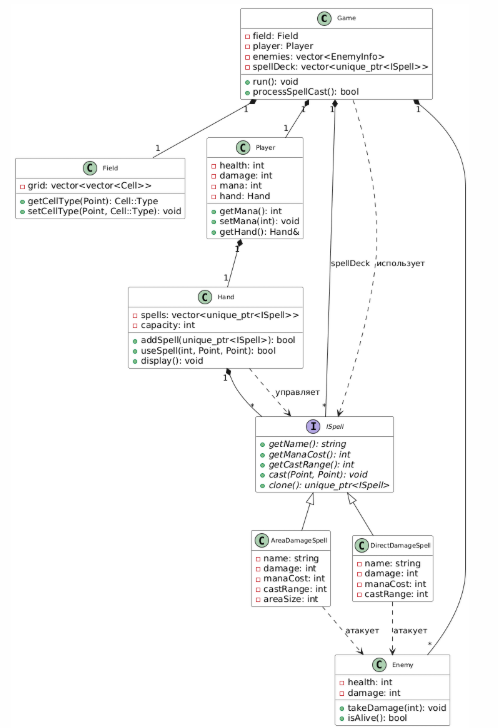 C Game
field: Field
player: Player
enemies: vector<EnemyInfo>
spellDeck: vector<unique_ptr<ISpell>>
run(): void
processSpellCast(): bool
1 1 1 1
1
1
C Field
grid: vector<vector<Cell>>
getCellType(Point): Cell::Type
setCellType(Point, Cell::Type): void
C Player
health: int
damage: int
mana: int
hand: Hand
getMana(): int
setMana(int): void
getHand(): Hand&
1
spellDeck
использует
1
C Hand
spells: vector<unique_ptr<ISpell>>
capacity: int
addSpell(unique_ptr<ISpell>): bool
useSpell(int, Point, Point): bool
display(): void
1
управляет
*
*
I ISpell
getName(): string
getManaCost(): int
getCastRange(): int
cast(Point, Point): void
clone(): unique_ptr<ISpell>
C AreaDamageSpell
name: string
damage: int
manaCost: int
castRange: int
areaSize: int
C DirectDamageSpell
name: string
damage: int
manaCost: int
castRange: int
атакует
атакует
*
C Enemy
health: int
damage: int
takeDamage(int): void
isAlive(): bool